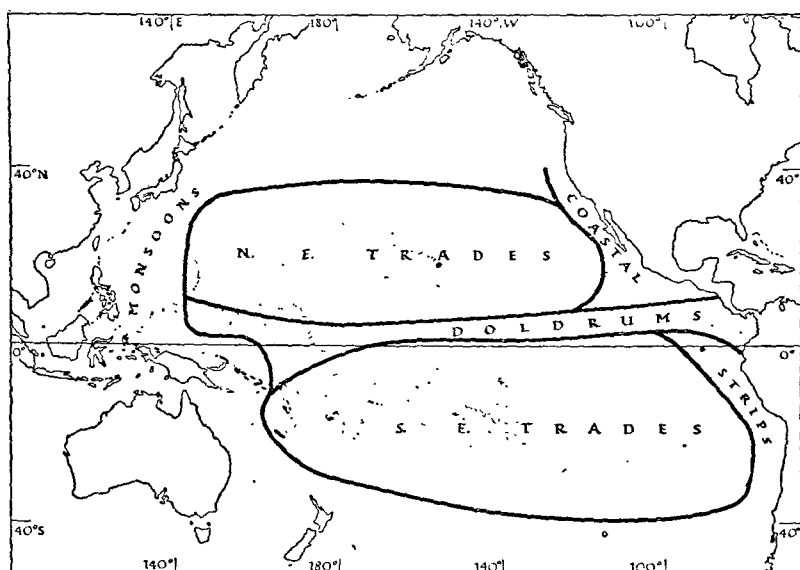 140°E 180° 140°W 100°
40°N 40°
MONSOONS
COASTAL
N. E. TRADES
DOLDRUMS
0° 0°
STRIPS
S. E. TRADES
40°S 40°
140° 180° 140° 100°